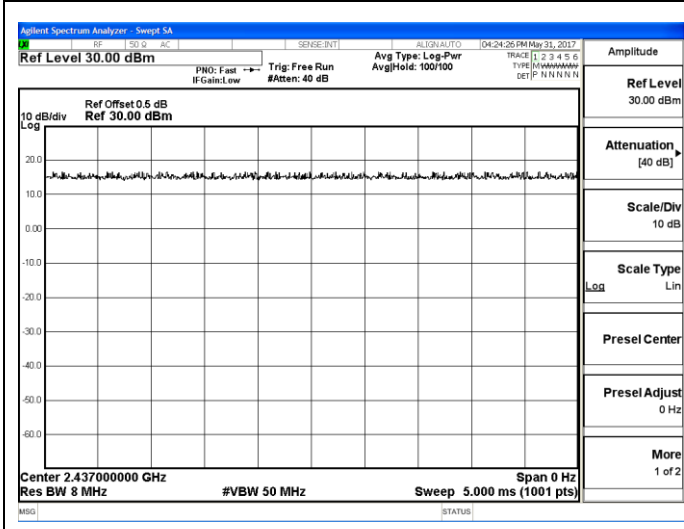 Agilent Spectrum Analyzer - Swept SA
RF 50 Ω AC SENSE:INT ALIGNAUTO 04:24:26 PM May 31, 2017
Ref Level 30.00 dBm
PNO: Fast
IFGain:Low
Trig: Free Run
#Atten: 40 dB
Avg Type: Log-Pwr
Avg|Hold: 100/100
TRACE 1 2 3 4 5 6
TYPE
DET P N N N N N
Ref Offset 0.5 dB
10 dB/div Ref 30.00 dBm
Log
20.0
10.0
0.00
-10.0
-20.0
-30.0
-40.0
-50.0
-60.0
Center 2.437000000 GHz Span 0 Hz
Res BW 8 MHz #VBW 50 MHz Sweep 5.000 ms (1001 pts)
MSG STATUS
Amplitude
Ref Level
30.00 dBm
Attenuation
[40 dB]
Scale/Div
10 dB
Scale Type
Log Lin
Presel Center
Presel Adjust
0 Hz
More
1 of 2